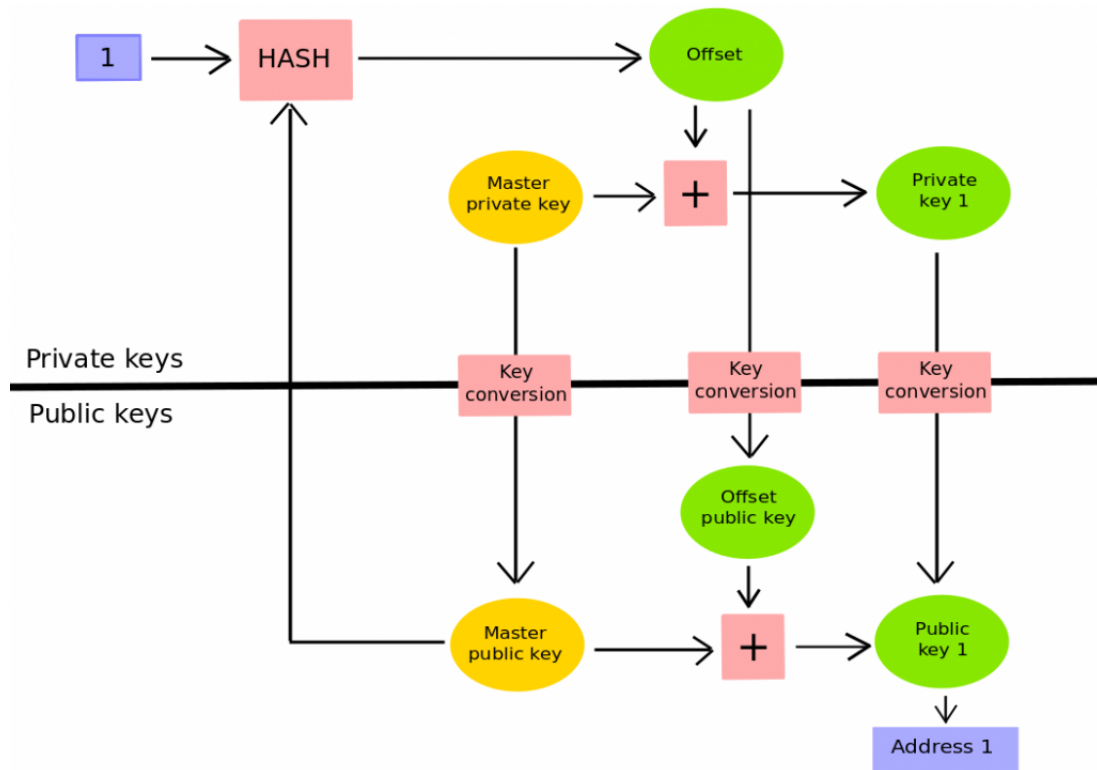 1
HASH
Offset
Master
private key
+
Private
key 1
Private keys
Public keys
Key
conversion
Key
conversion
Key
conversion
Offset
public key
Master
public key
+
Public
key 1
Address 1